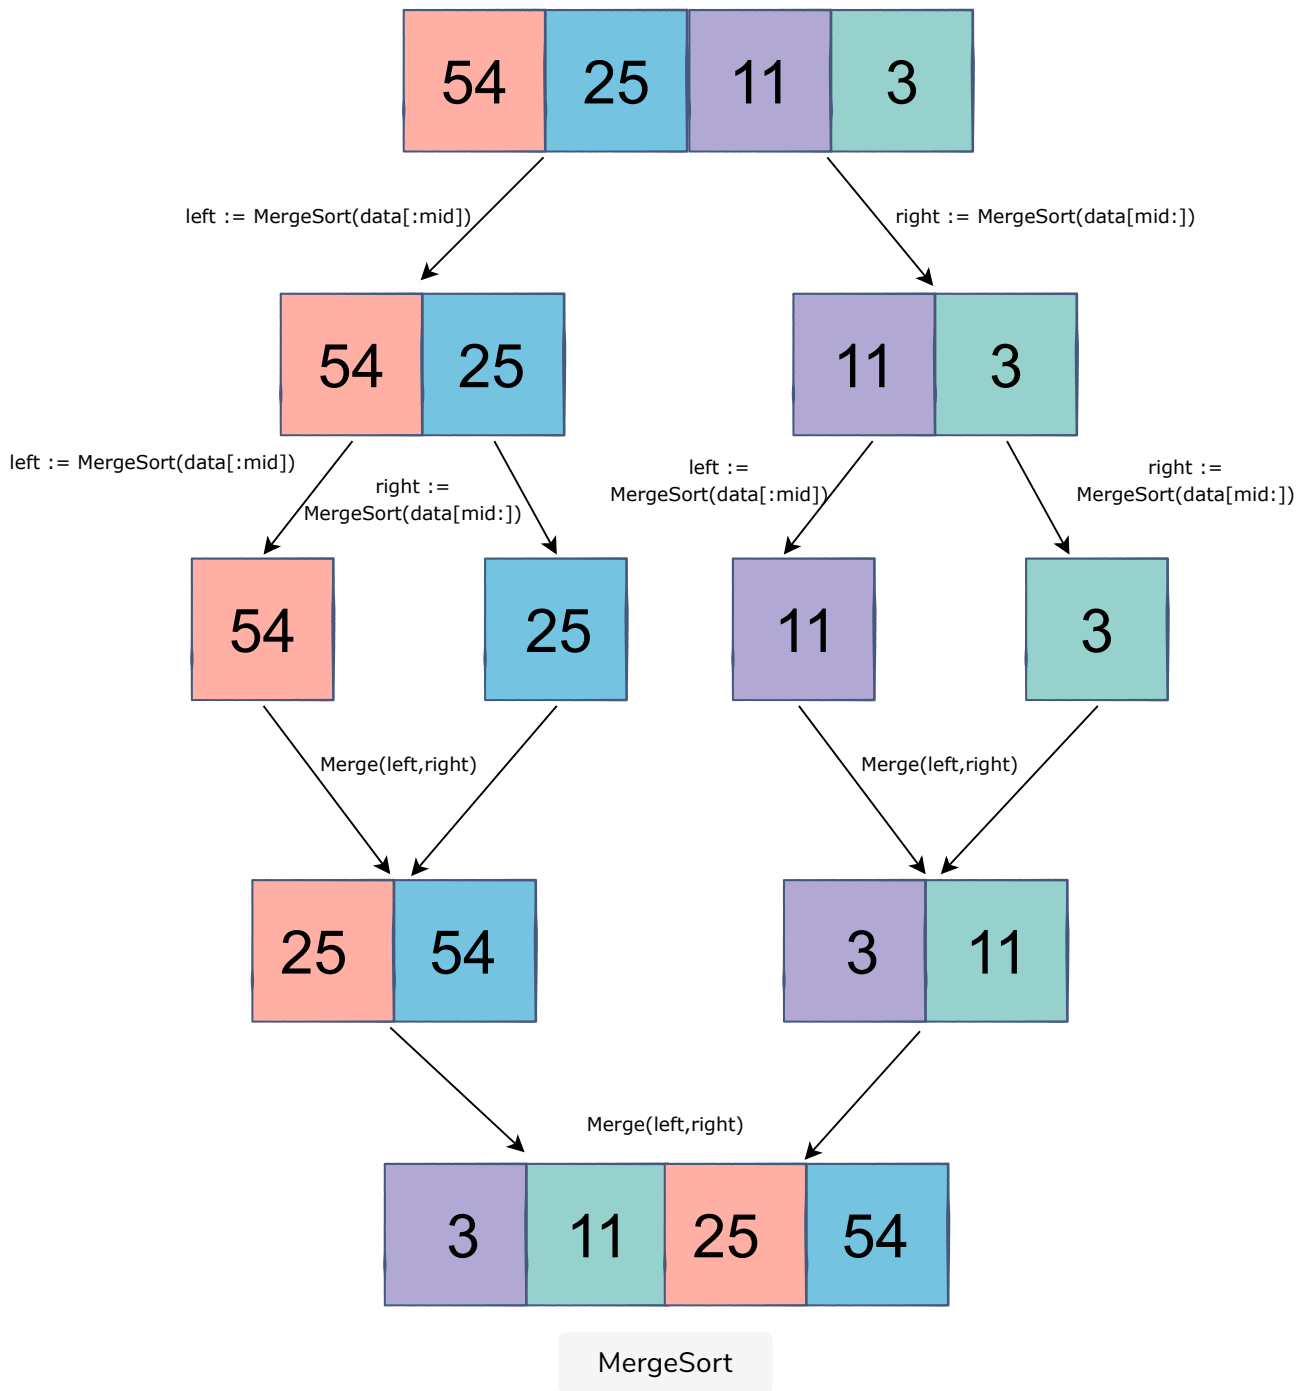 54 25 11 3
left := MergeSort(data[:mid])
right := MergeSort(data[mid:])
54 25
11 3
left := MergeSort(data[:mid])
right :=
MergeSort(data[mid:])
left :=
MergeSort(data[:mid])
right :=
MergeSort(data[mid:])
54
25
11
3
Merge(left,right)
Merge(left,right)
25 54
3 11
Merge(left,right)
3 11 25 54
MergeSort